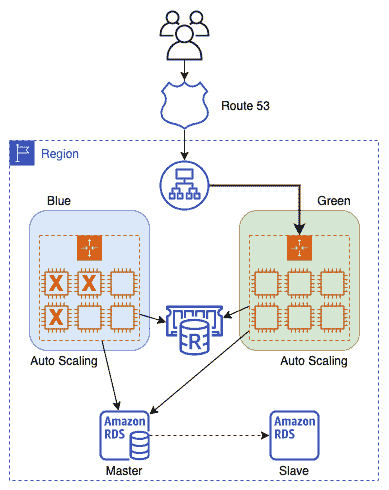 Route 53
Region
Blue
Green
X
X
X
R
Auto Scaling
Auto Scaling
Amazon
RDS
Amazon
RDS
Master
Slave